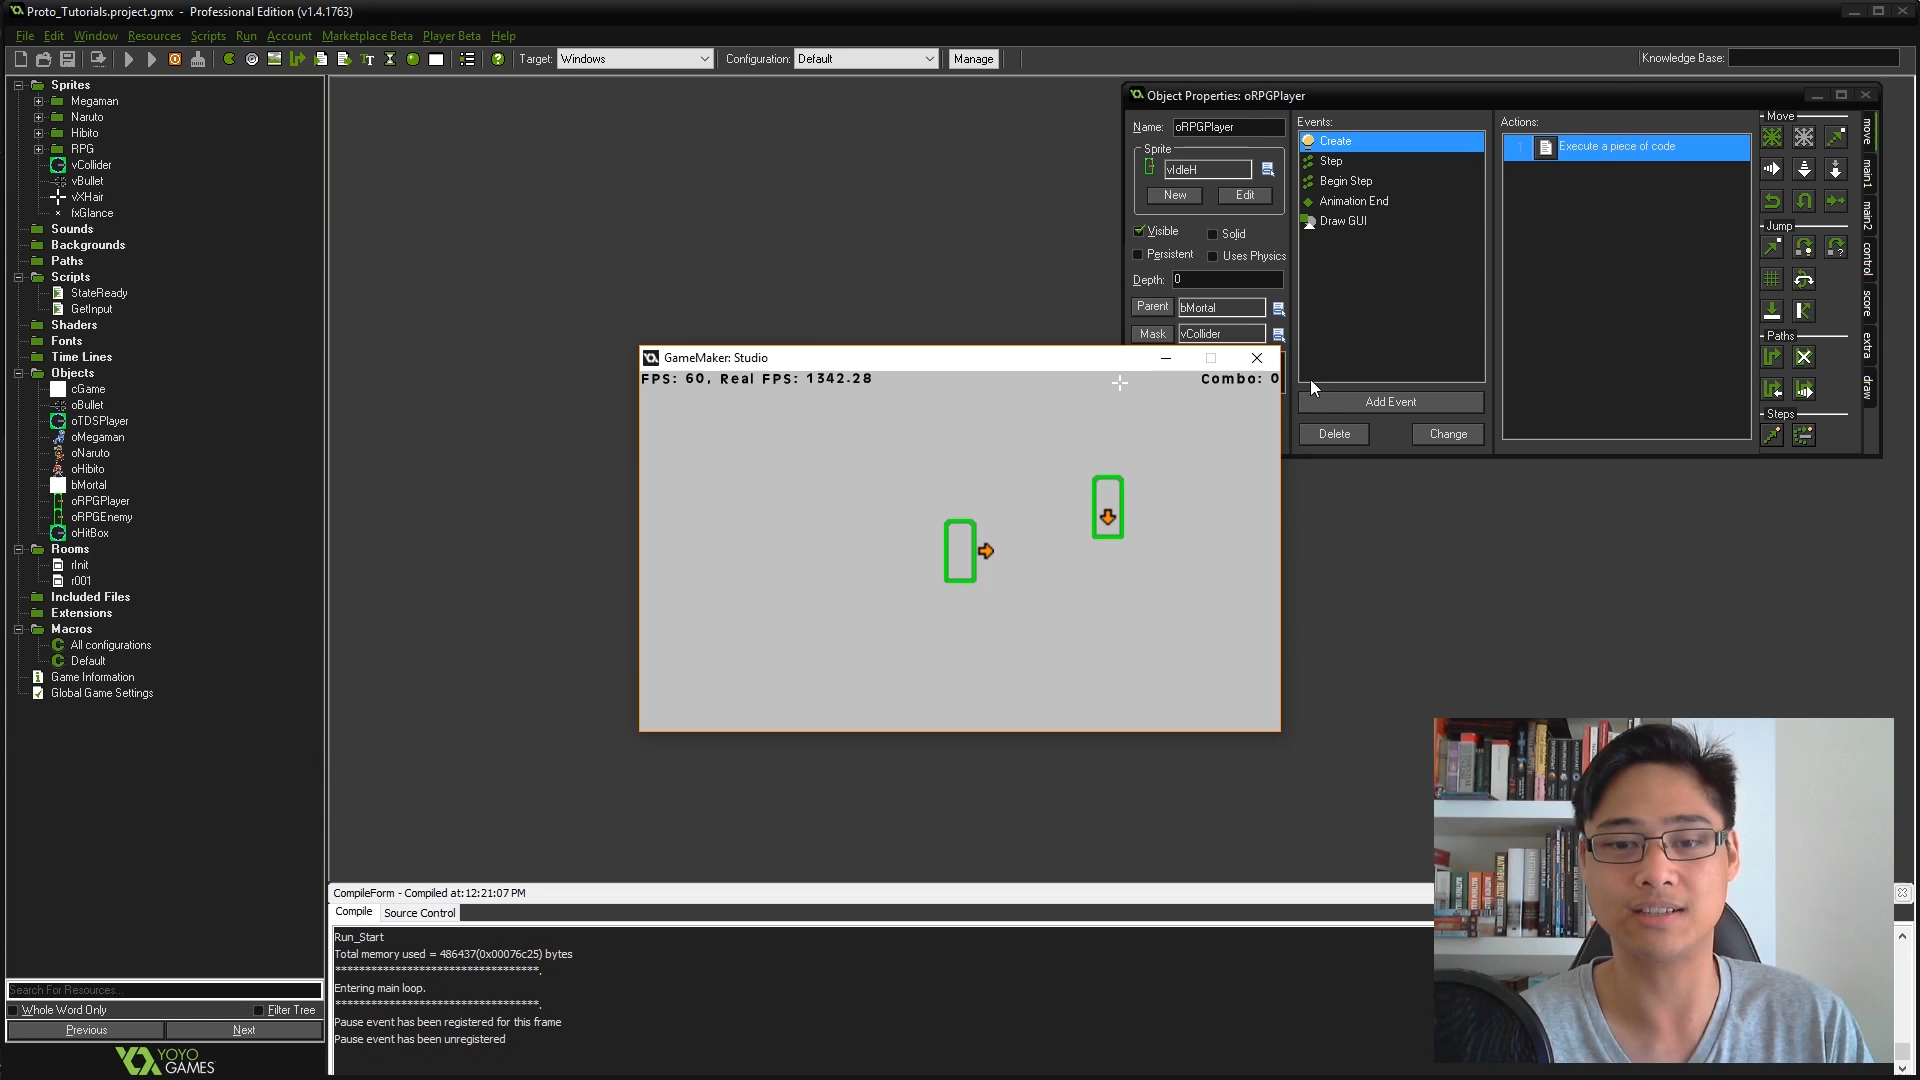 Proto_Tutorials.project.gmx - Professional Edition (v1.4.1763)
File Edit Window Resources Scripts Run Account Marketplace Beta Player Beta Help
Target: Windows Configuration: Default Manage Knowledge Base:
Sprites
Megaman
Naruto
Hibito
RPG
vCollider
vBullet
vXHair
fxGlance
Sounds
Backgrounds
Paths
Scripts
StateReady
GetInput
Shaders
Fonts
Time Lines
Objects
cGame
oBullet
oTDSPlayer
oMegaman
oNaruto
oHibito
bMortal
oRPGPlayer
oRPGEnemy
oHitBox
Rooms
rInit
r001
Included Files
Extensions
Macros
All configurations
Default
Game Information
Global Game Settings
Search For Resources...
Whole Word Only Filter Tree
Previous Next
YOYO
GAMES
Object Properties: oRPGPlayer
Name: oRPGPlayer
Sprite
vIdleH
New Edit
Visible Solid
Persistent Uses Physics
Depth: 0
Parent bMortal
Mask vCollider
Events:
Create
Step
Begin Step
Animation End
Draw GUI
Add Event
Delete Change
Actions:
1 Execute a piece of code
Move
Jump
Paths
Steps
move
main1
main2
control
score
extra
draw
GameMaker: Studio
FPS: 60, Real FPS: 1342.28 Combo: 0
CompileForm - Compiled at: 12:21:07 PM
Compile Source Control
Run_Start
Total memory used = 486437(0x00076c25) bytes
***********************************.
Entering main loop.
***********************************.
Pause event has been registered for this frame
Pause event has been unregistered